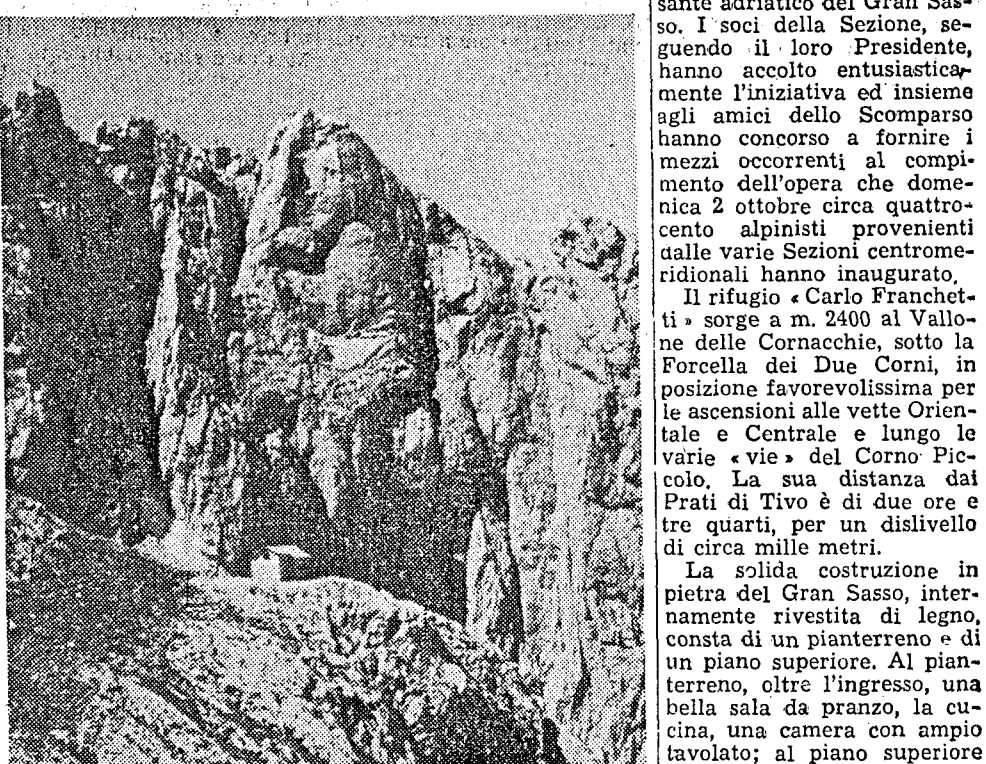 sante adriatico del Gran Sas-
so. I soci della Sezione, se-
guendo il loro Presidente,
hanno accolto entusiastica-
mente l'iniziativa ed insieme
agli amici dello Scomparso
hanno concorso a fornire i
mezzi occorrenti al compi-
mento dell'opera che dome-
nica 2 ottobre circa quattro-
cento alpinisti provenienti
dalle varie Sezioni centrome-
ridionali hanno inaugurato.
Il rifugio « Carlo Franchet-
ti » sorge a m. 2400 al Vallo-
ne delle Cornacchie, sotto la
Forcella dei Due Corni, in
posizione favorevolissima per
le ascensioni alle vette Orien-
tale e Centrale e lungo le
varie « vie » del Corno Pic-
colo. La sua distanza dai
Prati di Tivo è di due ore e
tre quarti, per un dislivello
di circa mille metri.
La solida costruzione in
pietra del Gran Sasso, inter-
namente rivestita di legno,
consta di un pianterreno e di
un piano superiore. Al pian-
terreno, oltre l'ingresso, una
bella sala da pranzo, la cu-
cina, una camera con ampio
tavolato; al piano superiore